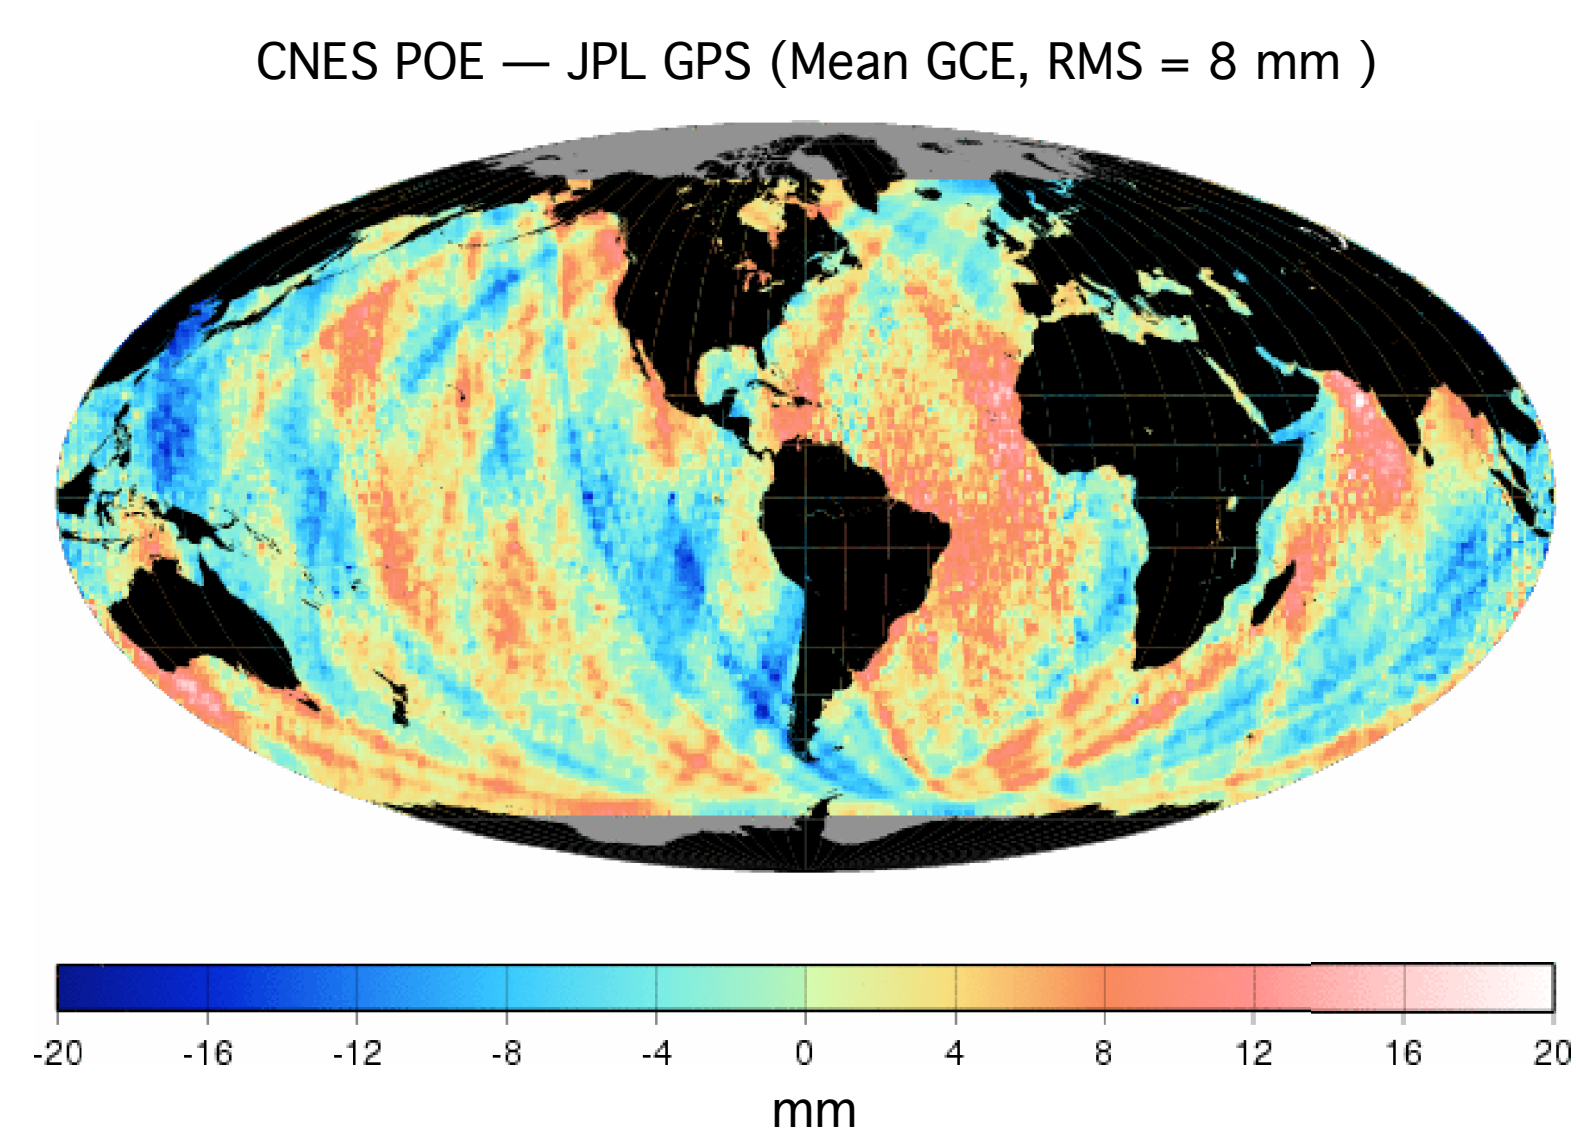 CNES POE — JPL GPS (Mean GCE, RMS = 8 mm )
-20 -16 -12 -8 -4 0 4 8 12 16 20
mm